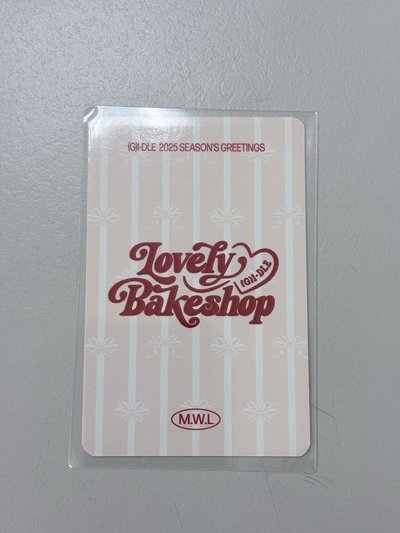 (G)I-DLE 2025 SEASON'S GREETINGS
Lovely
(G)I-DLE
Bakeshop
M.W.L